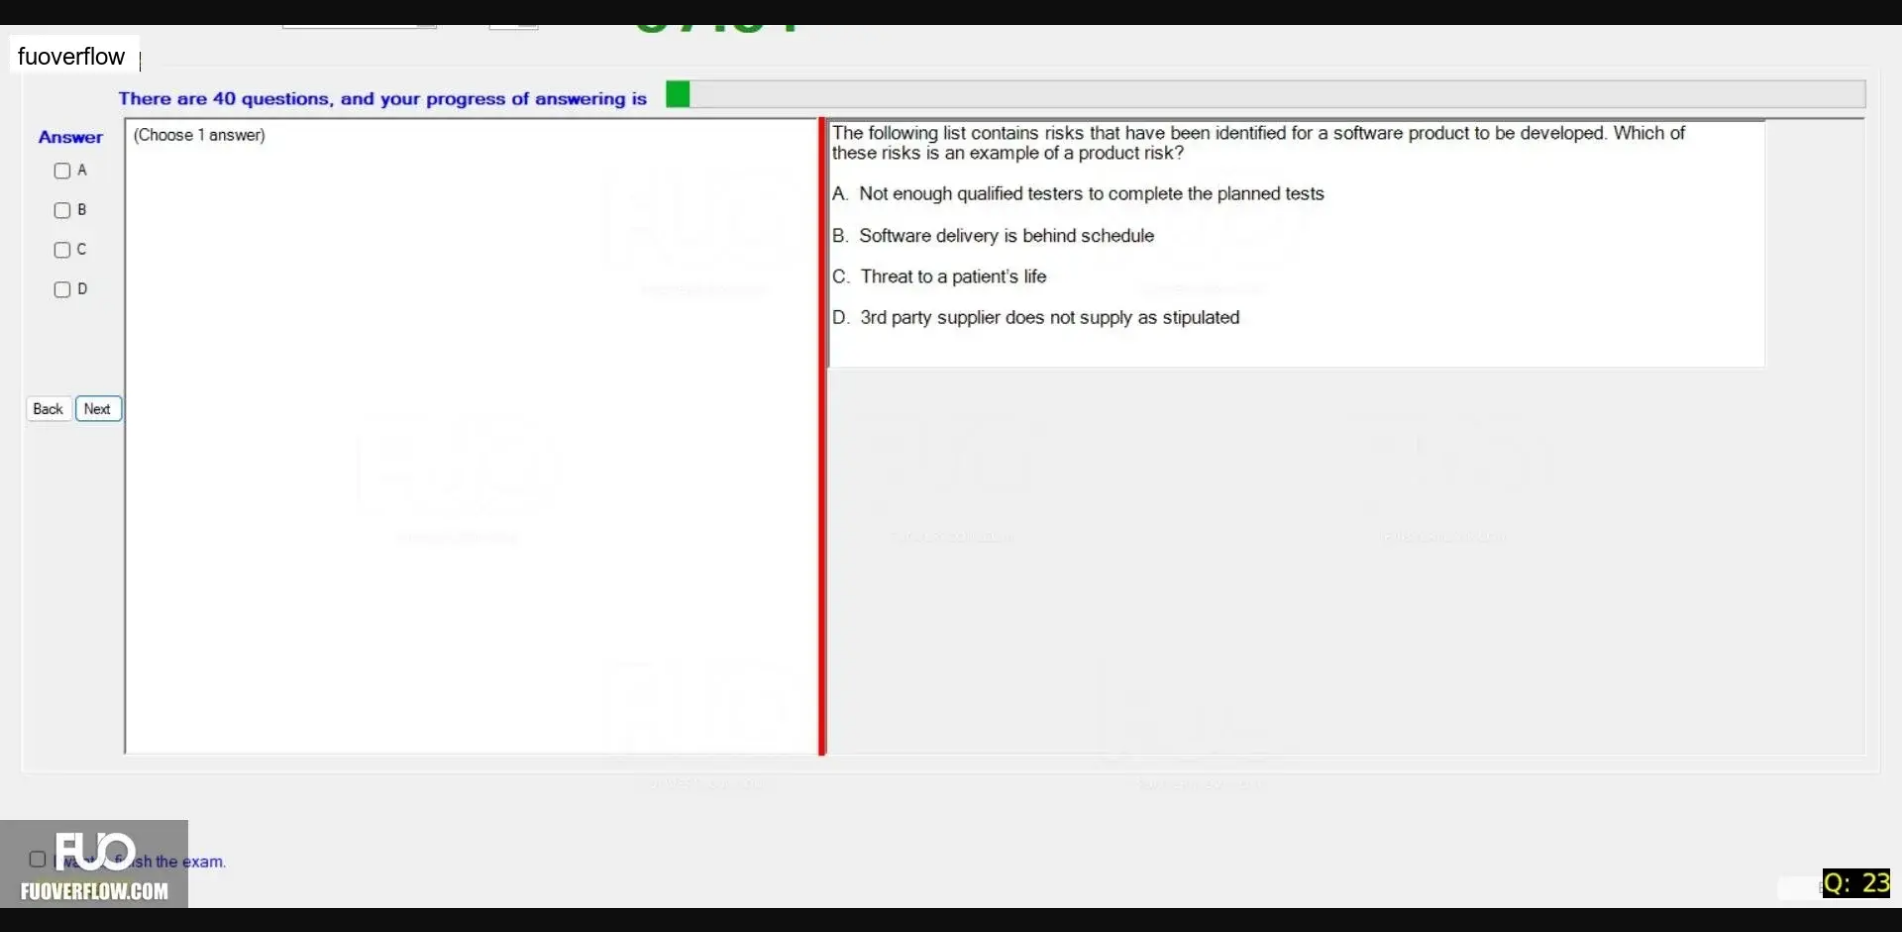 fuoverflow
There are 40 questions, and your progress of answering is
Answer
(Choose 1 answer)
A
B
C
D
Back Next
The following list contains risks that have been identified for a software product to be developed. Which of
these risks is an example of a product risk?
A. Not enough qualified testers to complete the planned tests
B. Software delivery is behind schedule
C. Threat to a patient's life
D. 3rd party supplier does not supply as stipulated
the exam.
FUO
FUOVERFLOW.COM
Q: 23